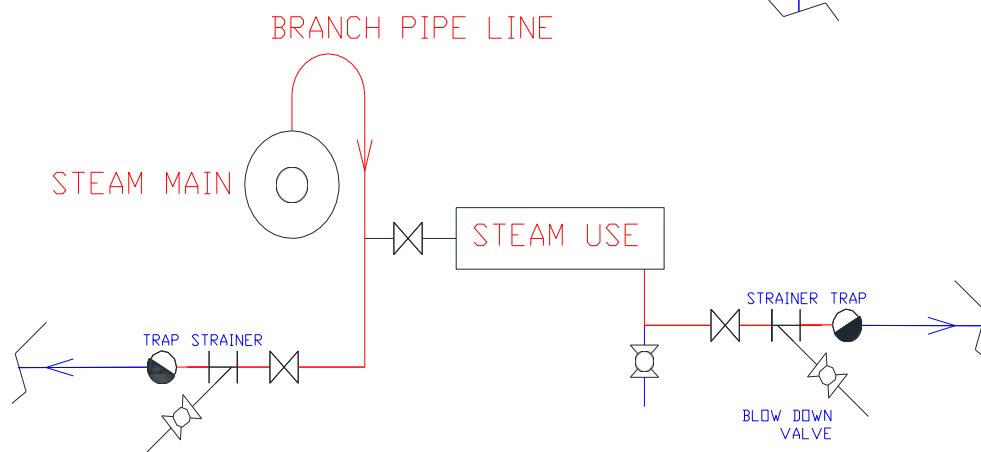 BRANCH PIPE LINE
STEAM MAIN
STEAM USE
STRAINER TRAP
TRAP STRAINER
BLOW DOWN
VALVE